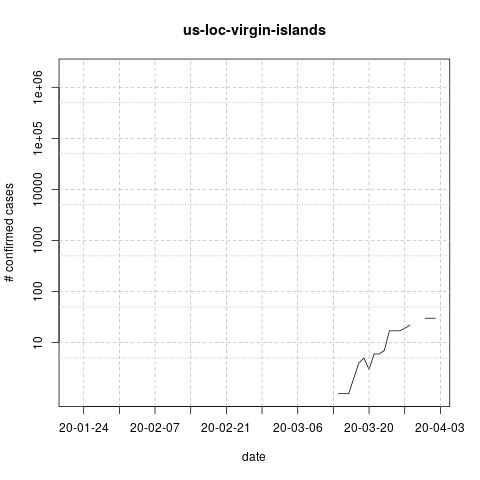 us-loc-virgin-islands
# confirmed cases
1e+06
1e+05
10000
1000
100
10
20-01-24 20-02-07 20-02-21 20-03-06 20-03-20 20-04-03
date